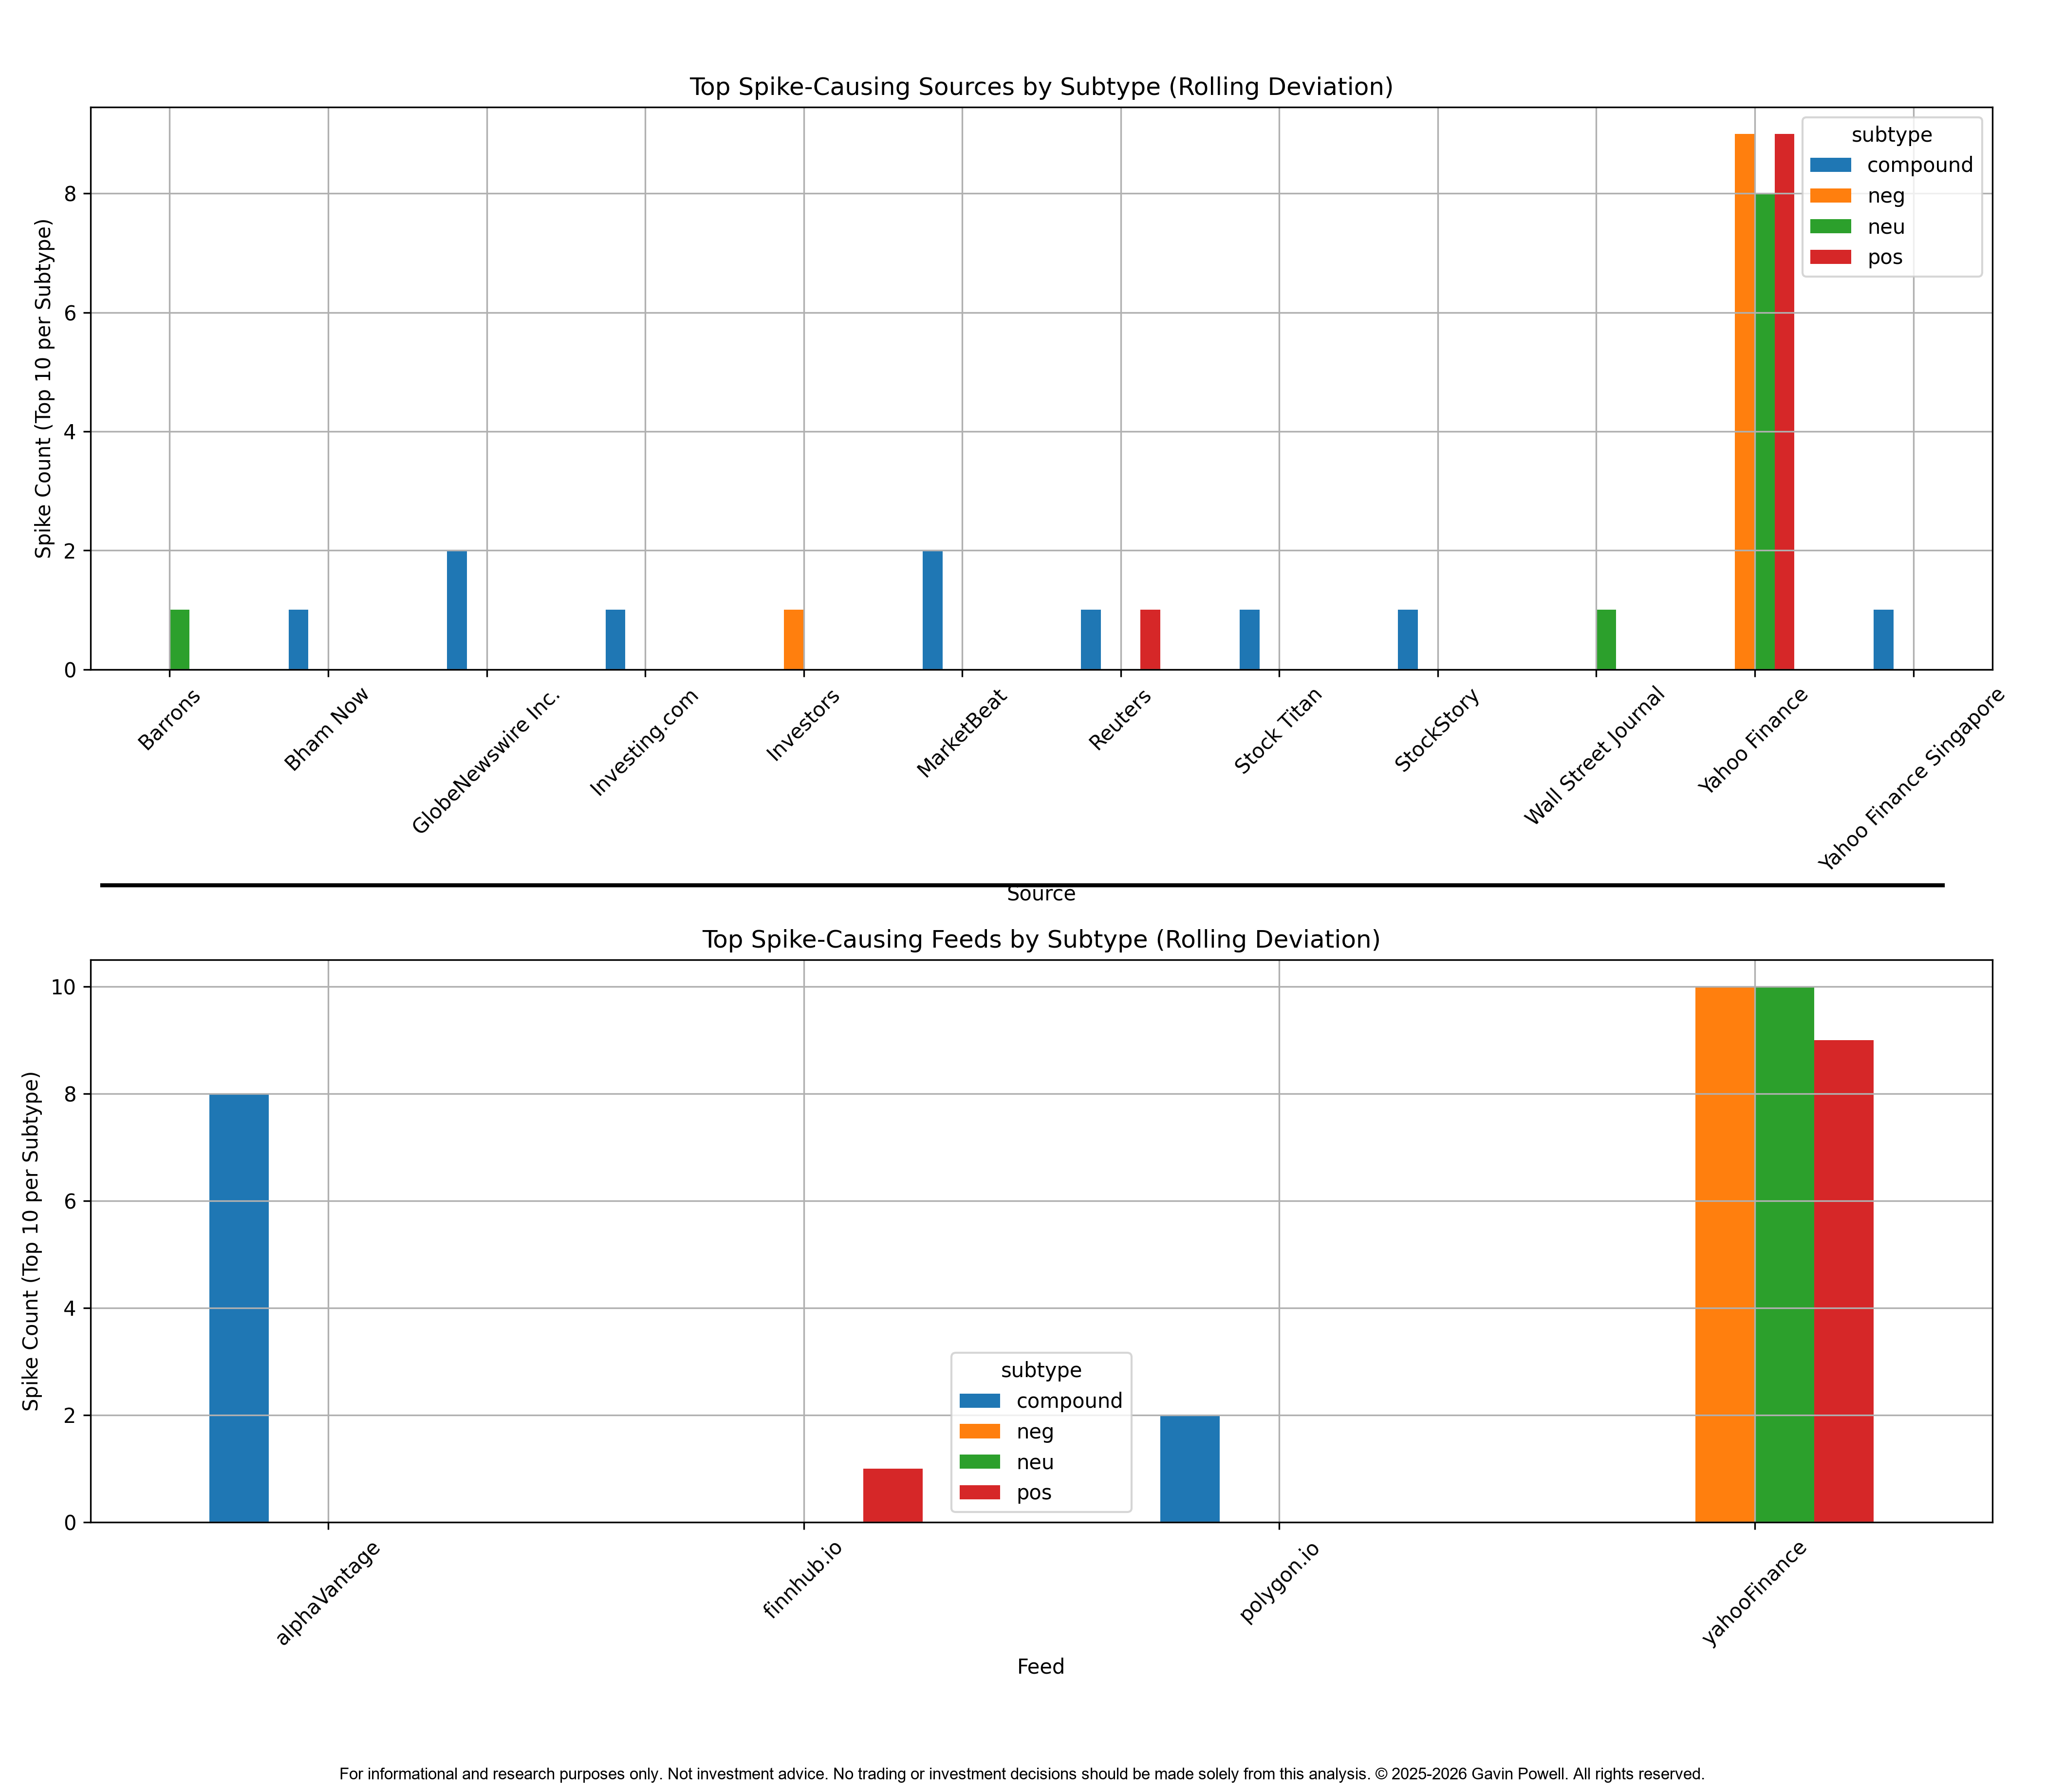 Top Spike-Causing Sources by Subtype (Rolling Deviation)
Spike Count (Top 10 per Subtype)
8
6
4
2
0
subtype
compound
neg
neu
pos
Barrons
Bham Now
GlobeNewswire Inc.
Investing.com
Investors
MarketBeat
Reuters
Stock Titan
StockStory
Wall Street Journal
Yahoo Finance
Yahoo Finance Singapore
Source
Top Spike-Causing Feeds by Subtype (Rolling Deviation)
Spike Count (Top 10 per Subtype)
10
8
6
4
2
0
subtype
compound
neg
neu
pos
alphaVantage
finnhub.io
polygon.io
yahooFinance
Feed
For informational and research purposes only. Not investment advice. No trading or investment decisions should be made solely from this analysis. © 2025-2026 Gavin Powell. All rights reserved.